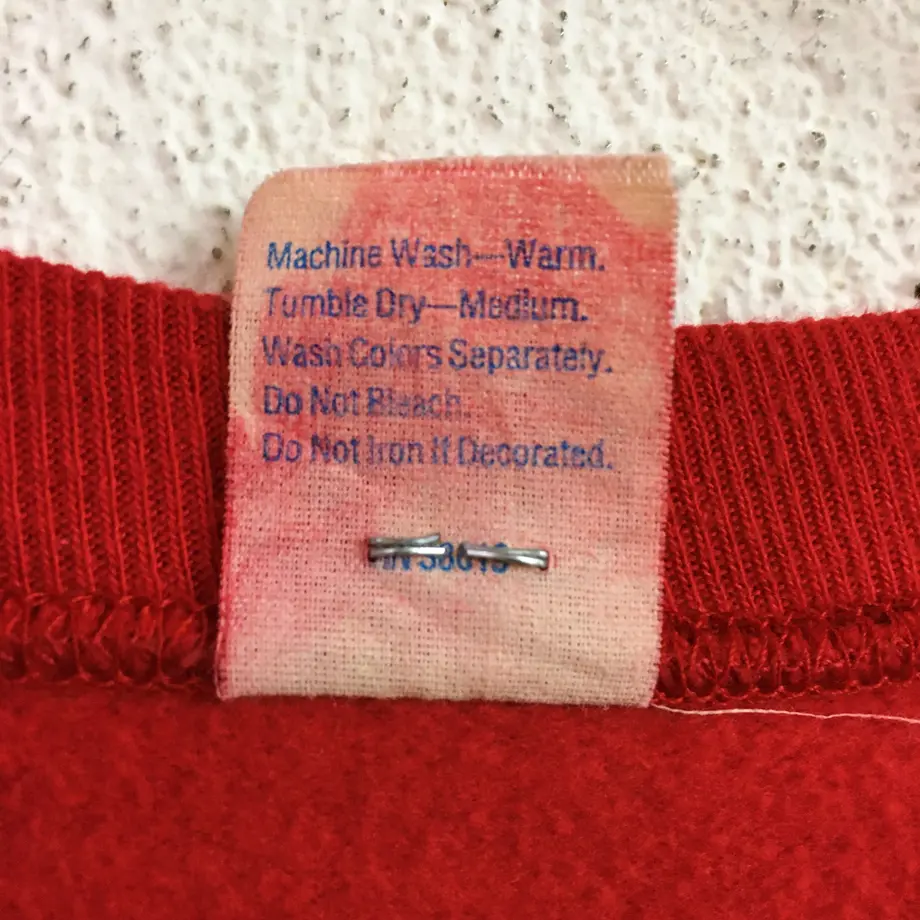 Machine Wash—Warm.
Tumble Dry—Medium.
Wash Colors Separately.
Do Not Bleach.
Do Not Iron If Decorated.